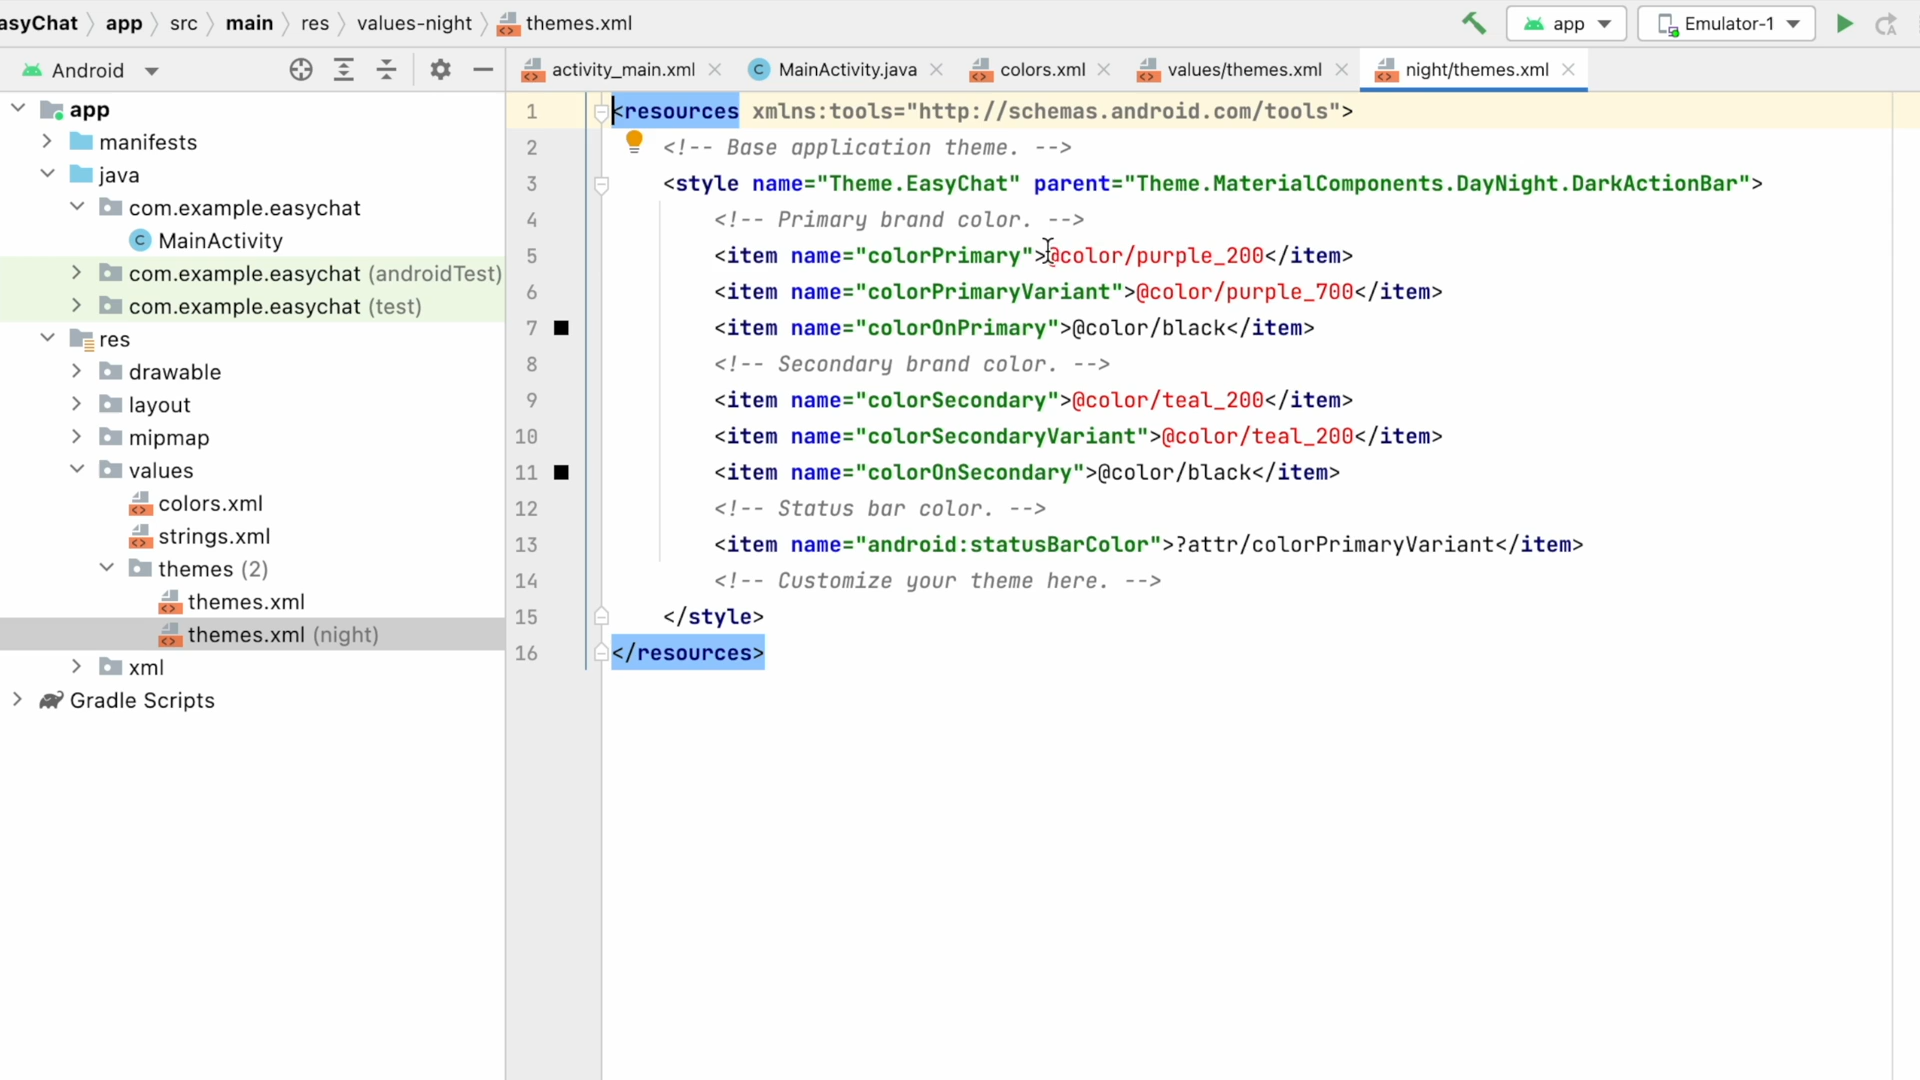 asyChat 〉 app 〉 src 〉 main 〉 res 〉 values-night 〉 themes.xml
app
Emulator-1
Android
activity_main.xml
MainActivity.java
colors.xml
values/themes.xml
night/themes.xml
app
manifests
java
com.example.easychat
MainActivity
com.example.easychat (androidTest)
com.example.easychat (test)
res
drawable
layout
mipmap
values
colors.xml
strings.xml
themes (2)
themes.xml
themes.xml (night)
xml
Gradle Scripts
1 <resources xmlns:tools="http://schemas.android.com/tools">
2 <!-- Base application theme. -->
3 <style name="Theme.EasyChat" parent="Theme.MaterialComponents.DayNight.DarkActionBar">
4 <!-- Primary brand color. -->
5 <item name="colorPrimary">@color/purple_200</item>
6 <item name="colorPrimaryVariant">@color/purple_700</item>
7 <item name="colorOnPrimary">@color/black</item>
8 <!-- Secondary brand color. -->
9 <item name="colorSecondary">@color/teal_200</item>
10 <item name="colorSecondaryVariant">@color/teal_200</item>
11 <item name="colorOnSecondary">@color/black</item>
12 <!-- Status bar color. -->
13 <item name="android:statusBarColor">?attr/colorPrimaryVariant</item>
14 <!-- Customize your theme here. -->
15 </style>
16 </resources>